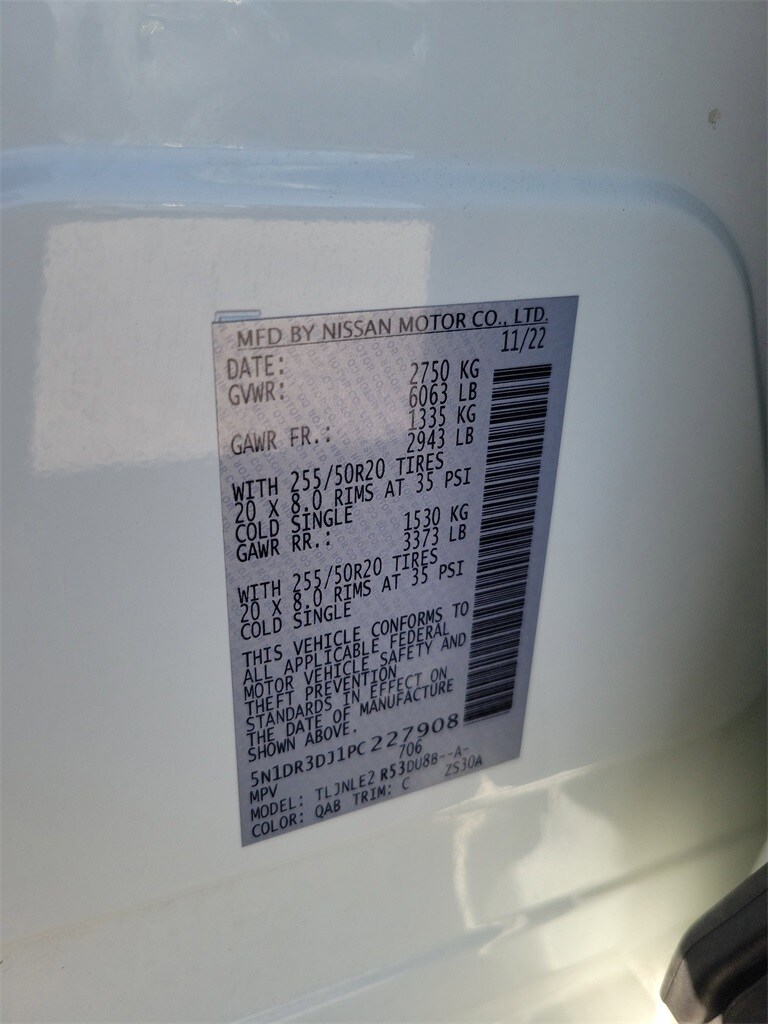 MFD BY NISSAN MOTOR CO., LTD.
DATE: 11/22
GVWR: 2750 KG
6063 LB
GAWR FR.: 1335 KG
2943 LB
WITH 255/50R20 TIRES
20 X 8.0 RIMS AT 35 PSI
COLD SINGLE
GAWR RR.: 1530 KG
3373 LB
WITH 255/50R20 TIRES
20 X 8.0 RIMS AT 35 PSI
COLD SINGLE
THIS VEHICLE CONFORMS TO
ALL APPLICABLE FEDERAL
MOTOR VEHICLE SAFETY AND
THEFT PREVENTION
STANDARDS IN EFFECT ON
THE DATE OF MANUFACTURE
SHOWN ABOVE.
5N1DR3DJ1PC227908
MPV 706
MODEL: TLJNLE2 R53DU8B--A-
COLOR: QAB TRIM: C ZS30A